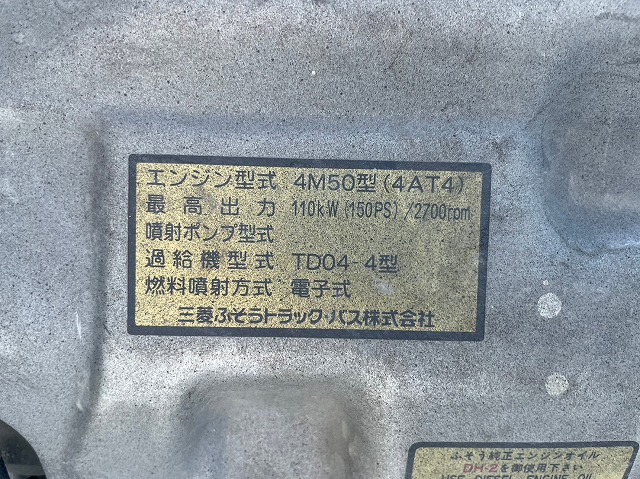 エンジン型式 4M50型(4AT4)
最高出力 110kW(150PS)/2700rpm
噴射ポンプ型式
過給機型式 TD04-4型
燃料噴射方式 電子式
三菱ふそうトラック・バス株式会社
ふそう純正エンジンオイル
DH-2を御使用下さい
USE DIESEL ENGINE OIL